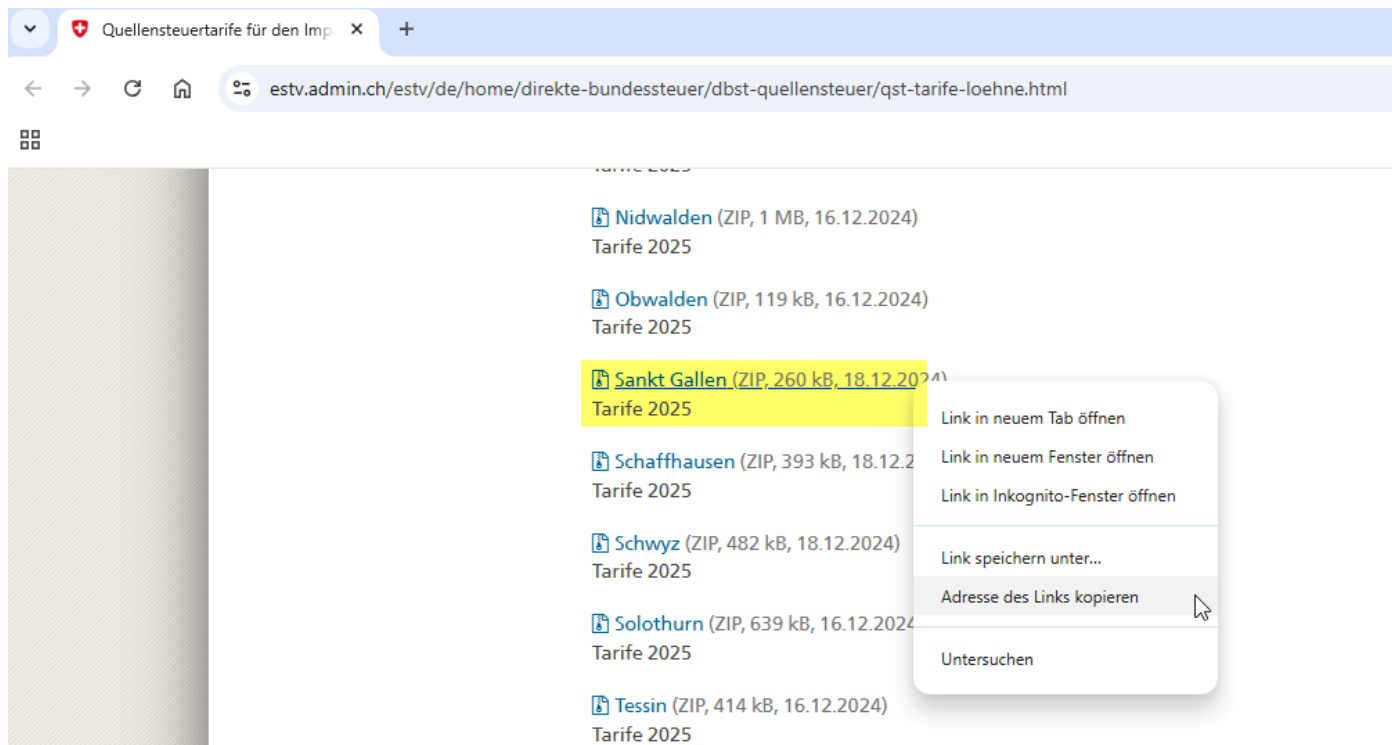 Quellensteuertarife für den Imp
estv.admin.ch/estv/de/home/direkte-bundessteuer/dbst-quellensteuer/qst-tarife-loehne.html
Tarife 2025
Nidwalden (ZIP, 1 MB, 16.12.2024)
Tarife 2025
Obwalden (ZIP, 119 kB, 16.12.2024)
Tarife 2025
Sankt Gallen (ZIP, 260 kB, 18.12.2024)
Tarife 2025
Schaffhausen (ZIP, 393 kB, 18.12.2
Tarife 2025
Schwyz (ZIP, 482 kB, 18.12.2024)
Tarife 2025
Solothurn (ZIP, 639 kB, 16.12.2024
Tarife 2025
Tessin (ZIP, 414 kB, 16.12.2024)
Tarife 2025
Link in neuem Tab öffnen
Link in neuem Fenster öffnen
Link in Inkognito-Fenster öffnen
Link speichern unter...
Adresse des Links kopieren
Untersuchen